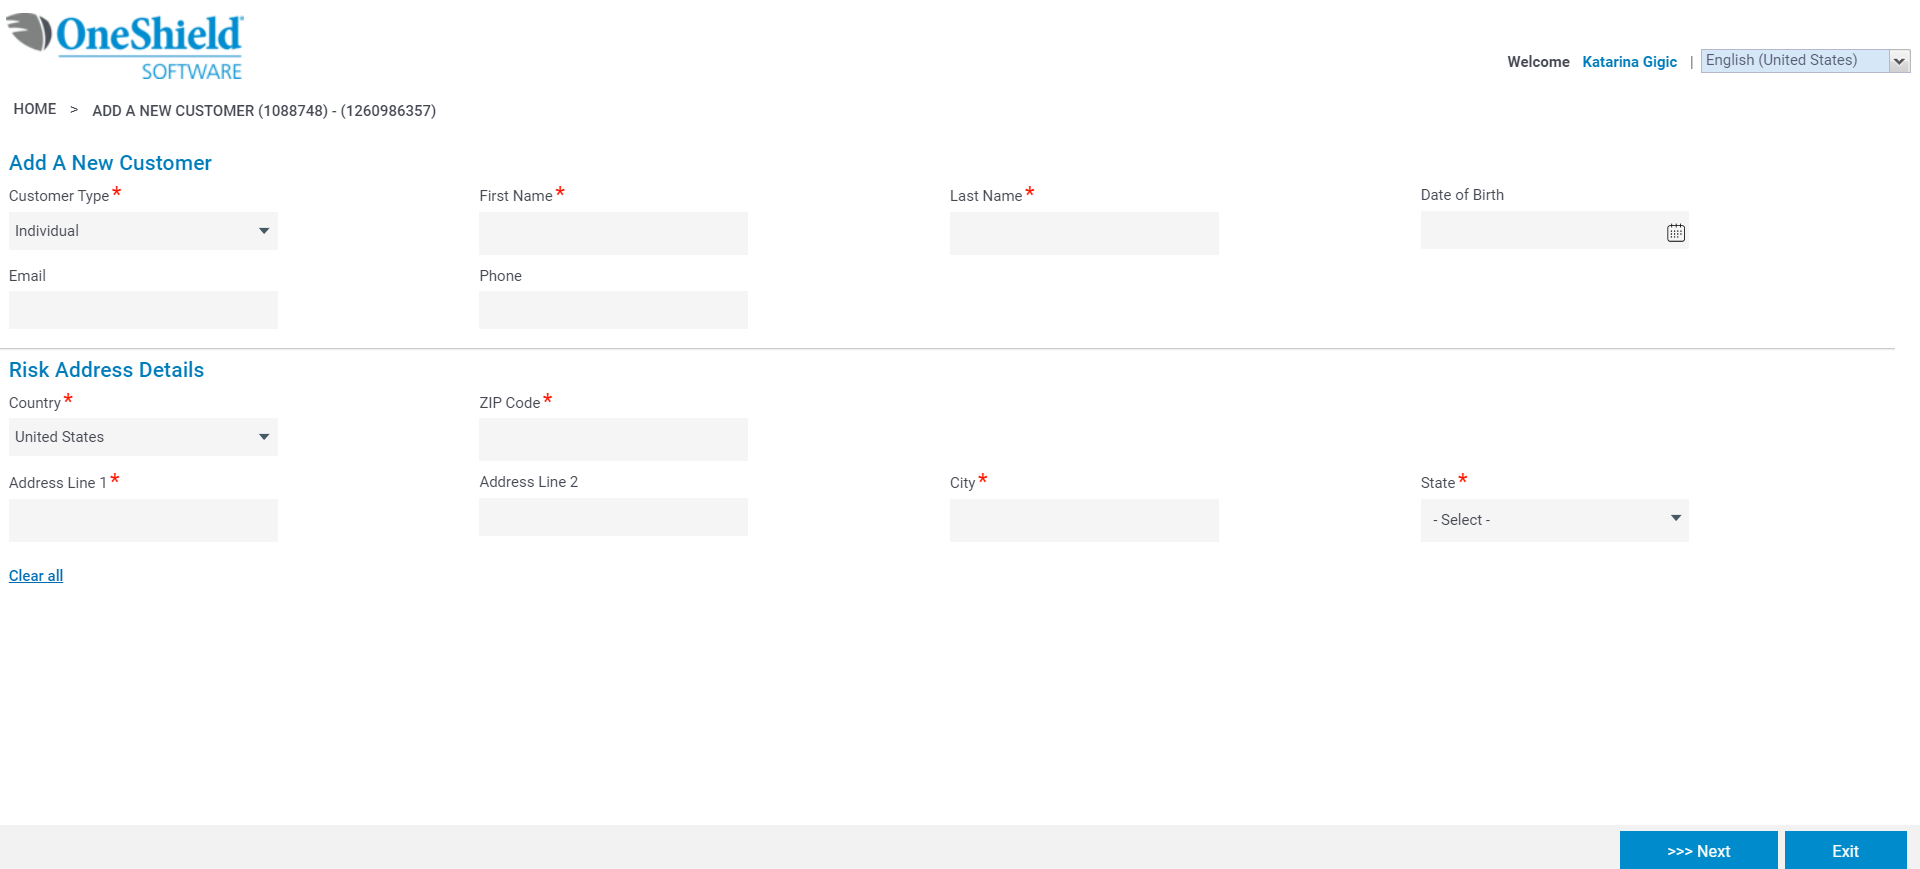 OneShield
SOFTWARE
Welcome Katarina Gigic | English (United States)
HOME > ADD A NEW CUSTOMER (1088748) - (1260986357)
Add A New Customer
Customer Type * First Name * Last Name * Date of Birth
Individual
Email Phone
Risk Address Details
Country * ZIP Code *
United States
Address Line 1 * Address Line 2 City * State *
- Select -
Clear all
>>> Next Exit